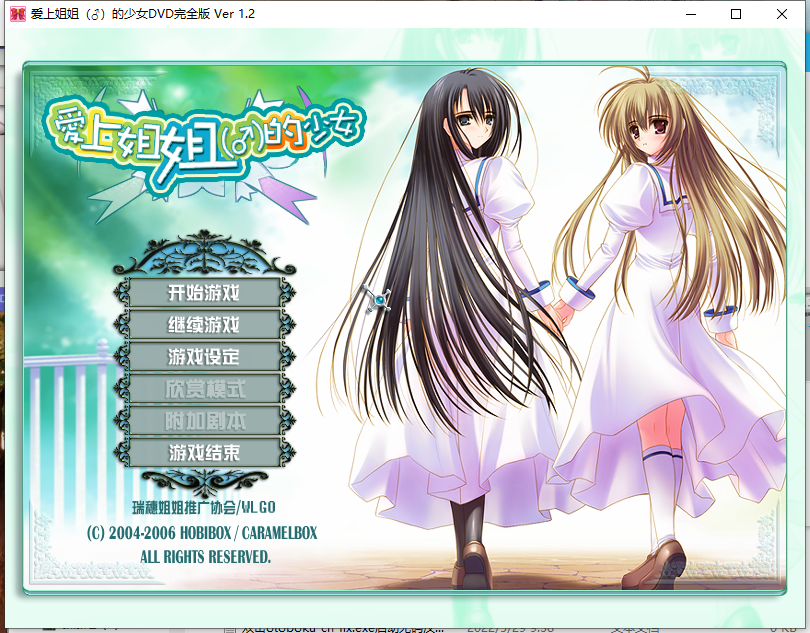 爱上姐姐（♂）的少女DVD完全版 Ver 1.2
爱上姐姐(♂)的少女
开始游戏
继续游戏
游戏设定
欣赏模式
附加剧本
游戏结束
瑞穗姐姐推广协会/WLGO
(C) 2004-2006 HOBIBOX / CARAMELBOX
ALL RIGHTS RESERVED.